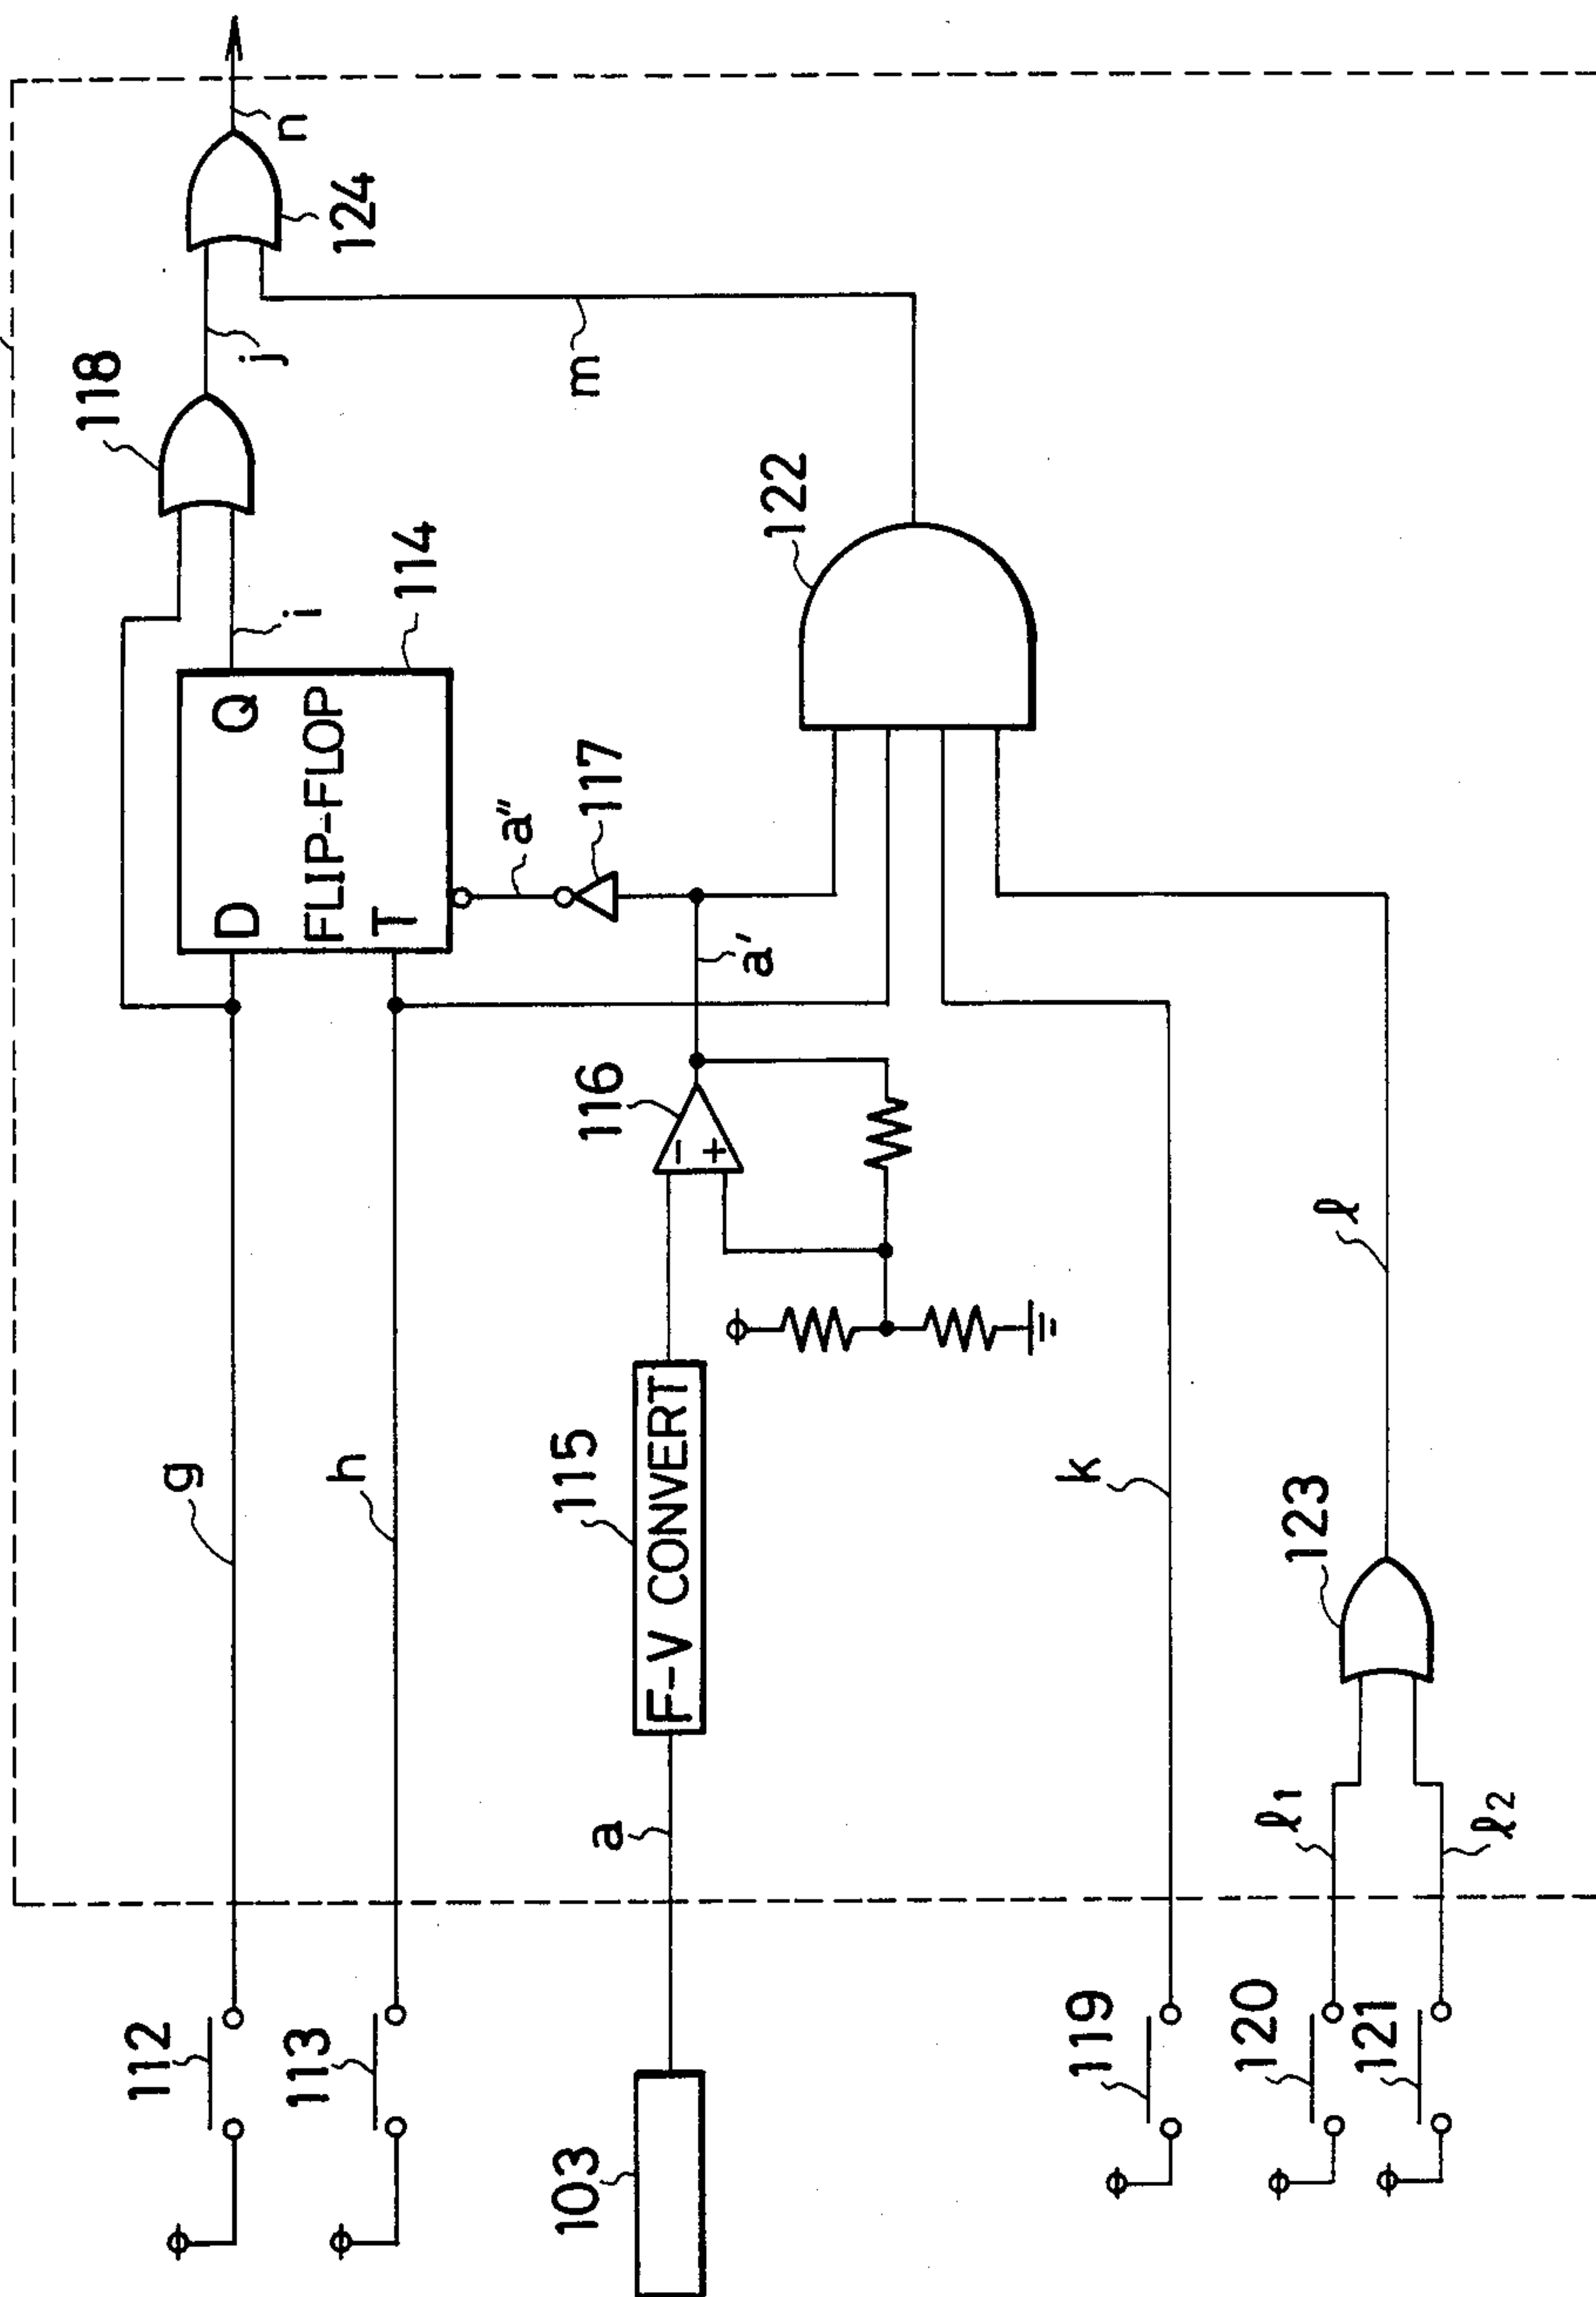 112
g
D
Q
FLIP-FLOP
T
114
i
118
j
124
n
113
h
103
a
115
F-V CONVERT
116
−
+
a'
a"
117
122
m
119
k
120
ℓ1
121
ℓ2
123
ℓ